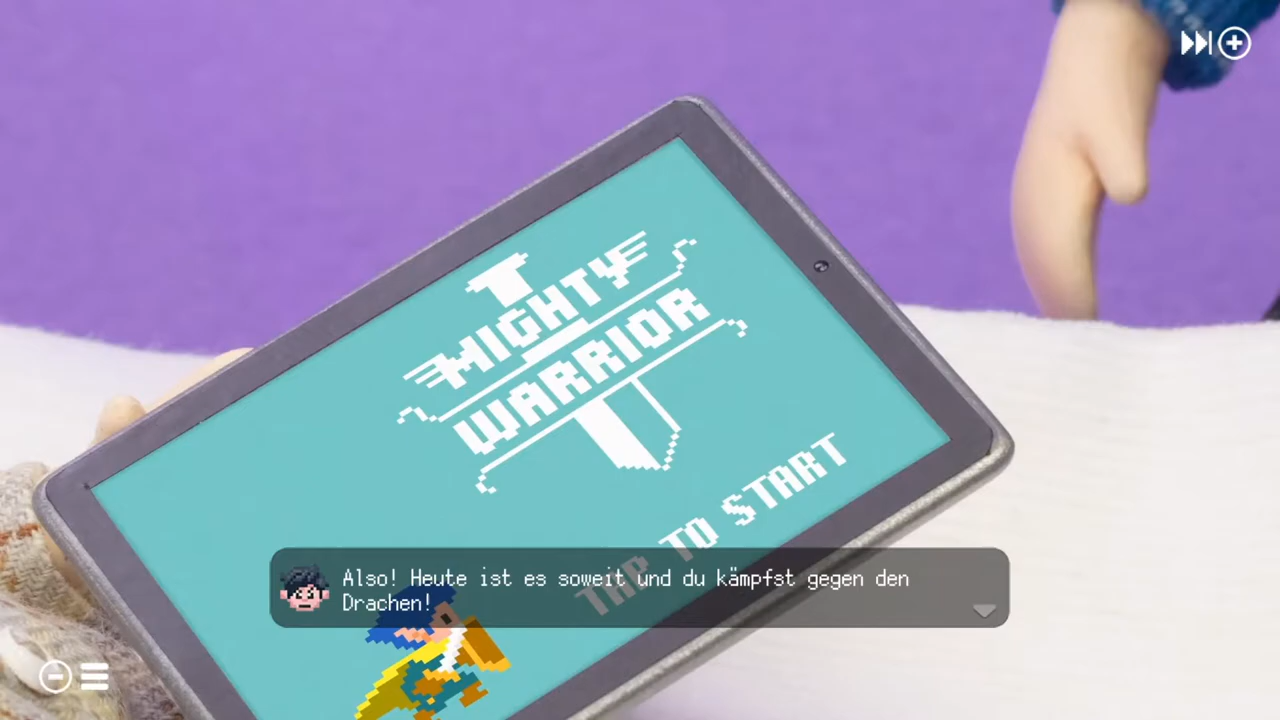 MIGHTY
WARRIOR
TAP TO START
Also! Heute ist es soweit und du kämpfst gegen den
Drachen!